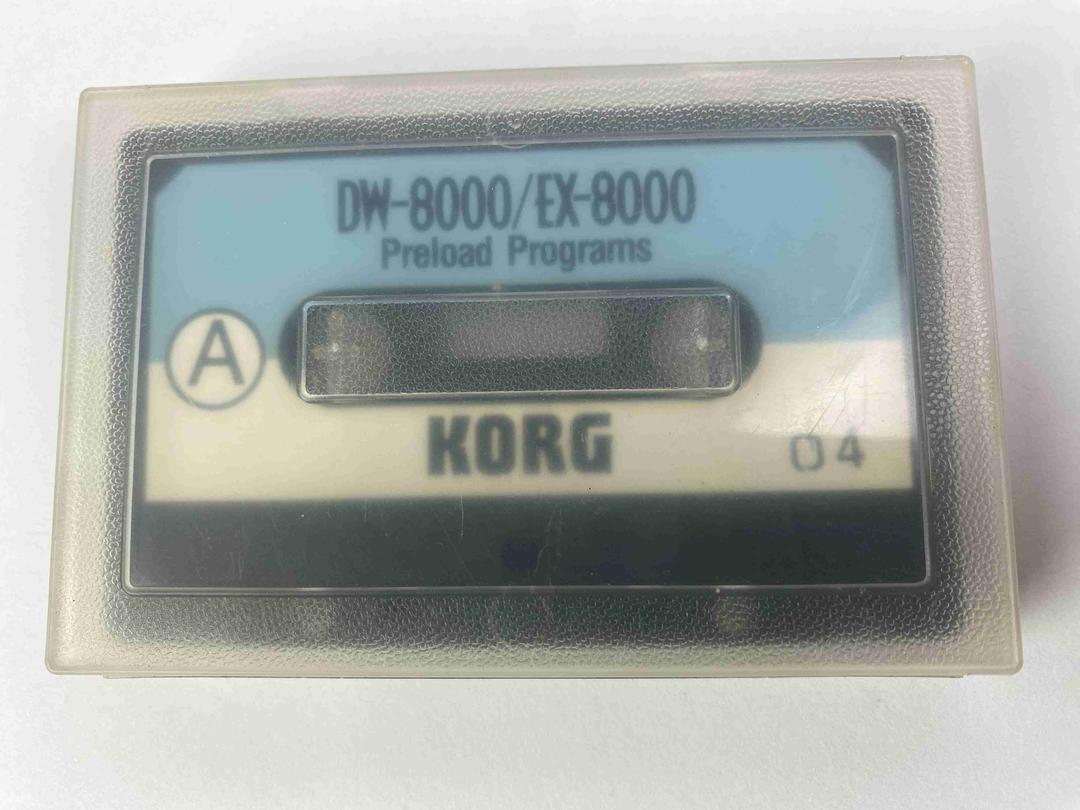 DW-8000/EX-8000
Preload Programs
A
KORG
04